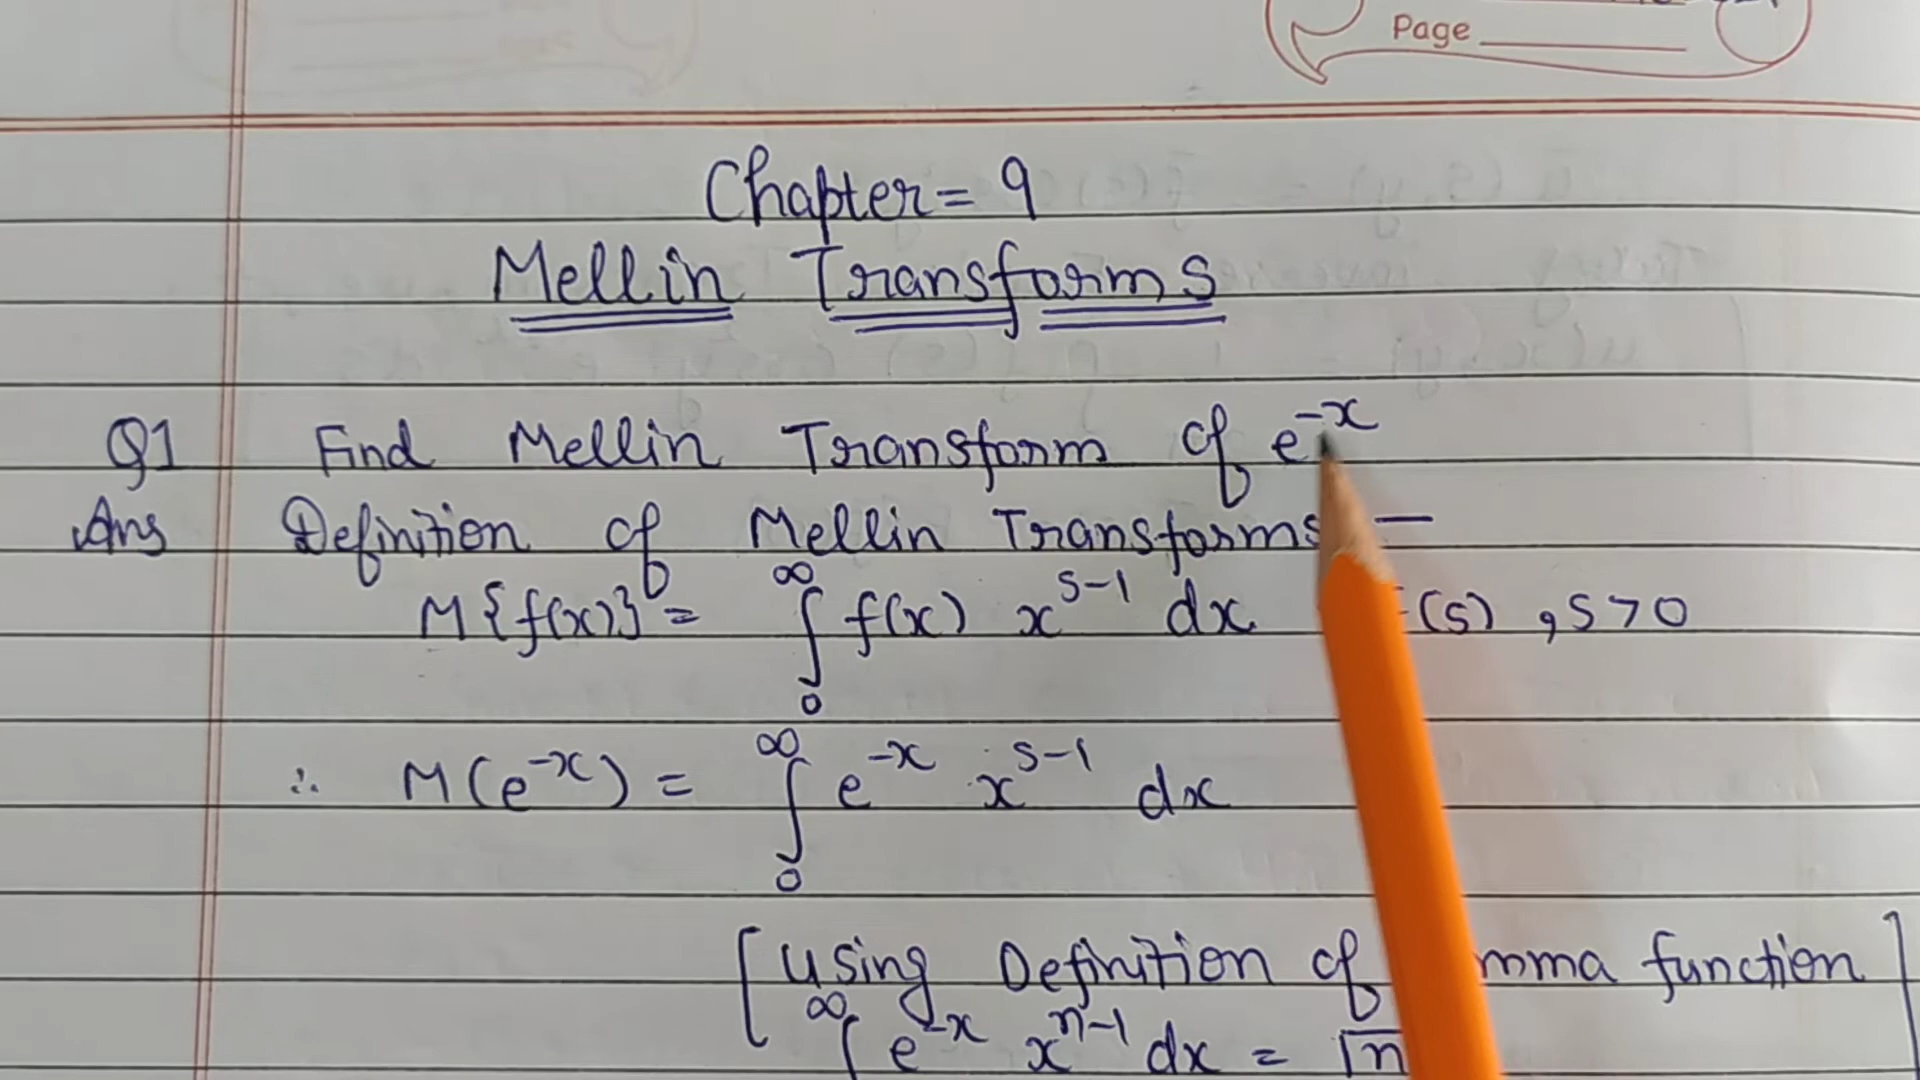 Page
Chapter = 9
Mellin Transforms
Q1 Find Mellin Transform of e^-x
Ans Definition of Mellin Transforms —
M{f(x)} = ∫₀^∞ f(x) x^s-1 dx (s) , s>0
∴ M(e^-x) = ∫₀^∞ e^-x x^s-1 dx
[Using Definition of mma function]
∫^∞ e^-x x^n-1 dx = Γn